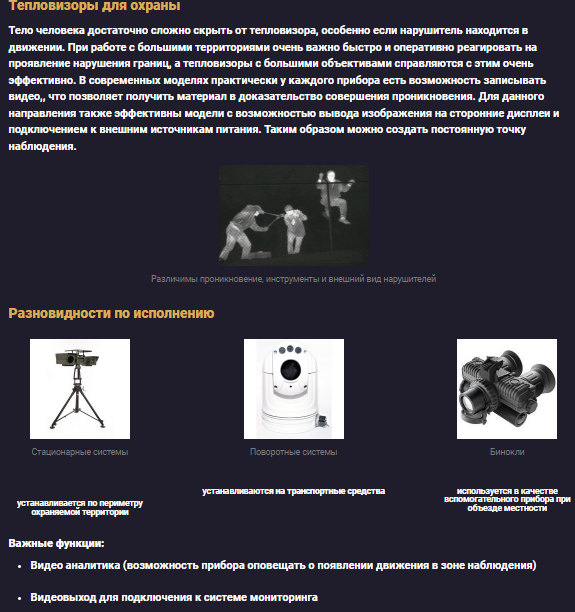 Тепловизоры для охраны
Тело человека достаточно сложно скрыть от тепловизора, особенно если нарушитель находится в
движении. При работе с большими территориями очень важно быстро и оперативно реагировать на
проявление нарушения границ, а тепловизоры с большими объективами справляются с этим очень
эффективно. В современных моделях практически у каждого прибора есть возможность записывать
видео,, что позволяет получить материал в доказательство совершения проникновения. Для данного
направления также эффективны модели с возможностью вывода изображения на сторонние дисплеи и
подключением к внешним источникам питания. Таким образом можно создать постоянную точку
наблюдения.
Различимы проникновение, инструменты и внешний вид нарушителей
Разновидности по исполнению
Стационарные системы
Поворотные системы
Бинокли
устанавливается по периметру
охраняемой территории
устанавливаются на транспортные средства
используется в качестве
вспомогательного прибора при
объезде местности
Важные функции:
• Видео аналитика (возможность прибора оповещать о появлении движения в зоне наблюдения)
• Видеовыход для подключения к системе мониторинга